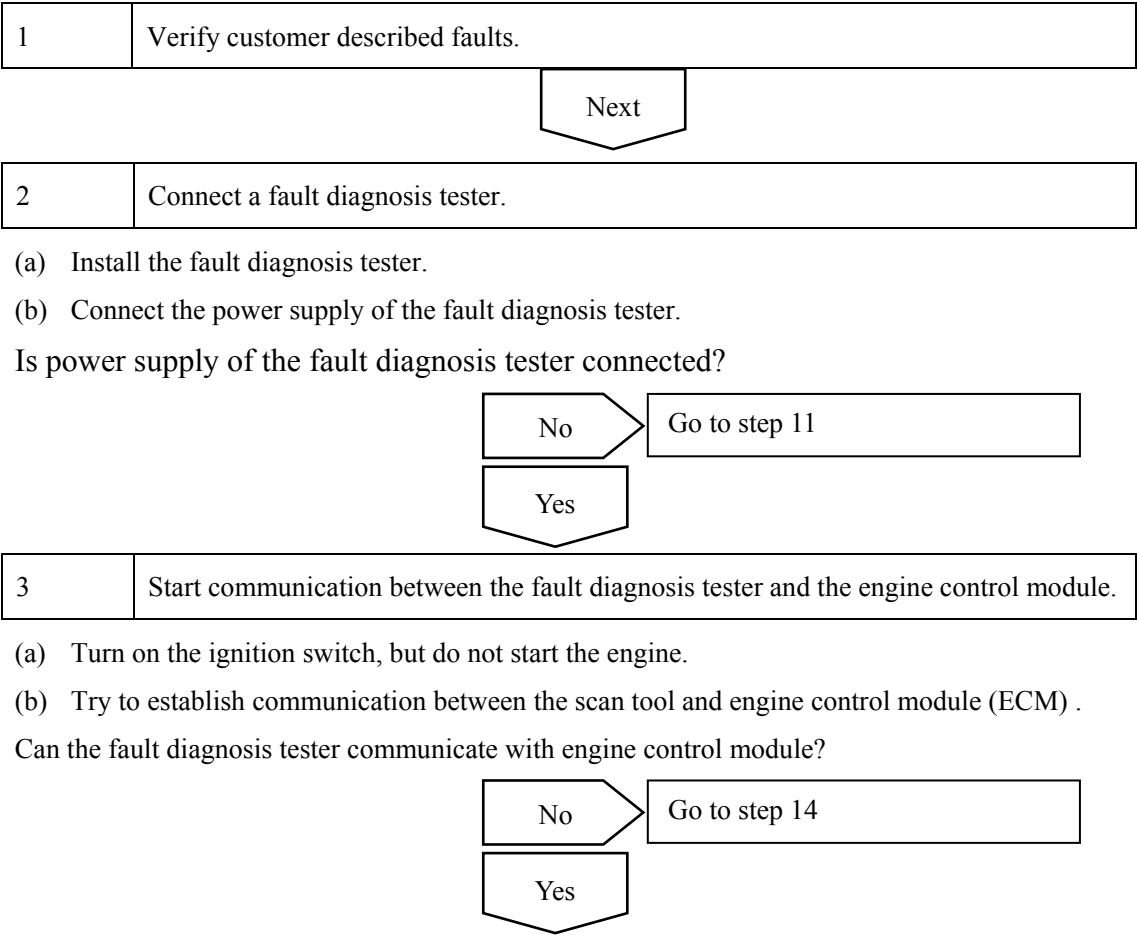 1 Verify customer described faults.
Next
2 Connect a fault diagnosis tester.
(a) Install the fault diagnosis tester.
(b) Connect the power supply of the fault diagnosis tester.
Is power supply of the fault diagnosis tester connected?
No Go to step 11
Yes
3 Start communication between the fault diagnosis tester and the engine control module.
(a) Turn on the ignition switch, but do not start the engine.
(b) Try to establish communication between the scan tool and engine control module (ECM) .
Can the fault diagnosis tester communicate with engine control module?
No Go to step 14
Yes